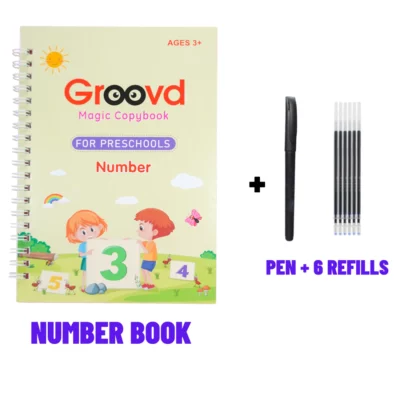 AGES 3+
Groovd
Magic Copybook
FOR PRESCHOOLS
Number
3
4
5
+
PEN + 6 REFILLS
NUMBER BOOK